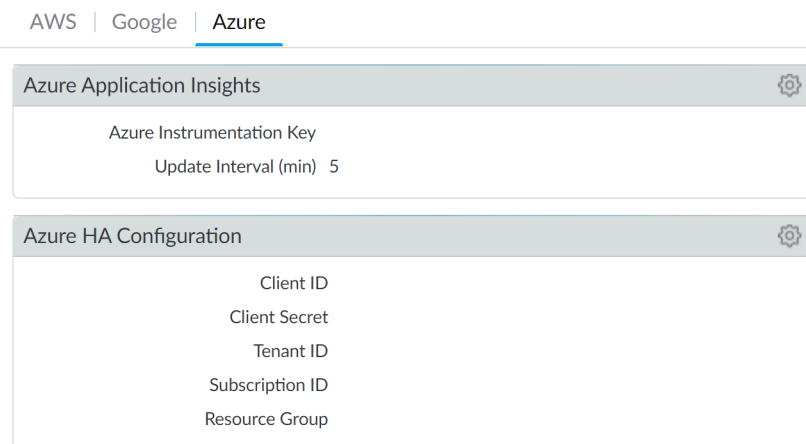 AWS | Google | Azure
Azure Application Insights
Azure Instrumentation Key
Update Interval (min) 5
Azure HA Configuration
Client ID
Client Secret
Tenant ID
Subscription ID
Resource Group